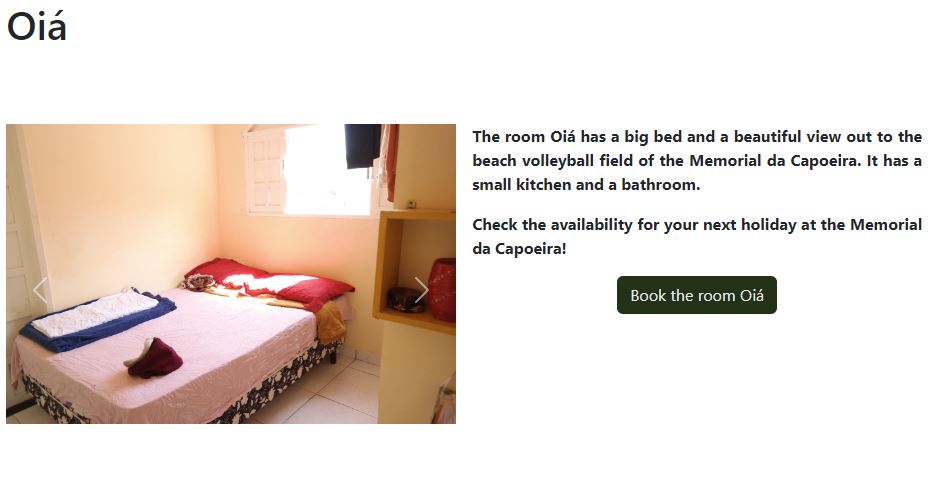 Oiá
The room Oiá has a big bed and a beautiful view out to the
beach volleyball field of the Memorial da Capoeira. It has a
small kitchen and a bathroom.
Check the availability for your next holiday at the Memorial
da Capoeira!
Book the room Oiá